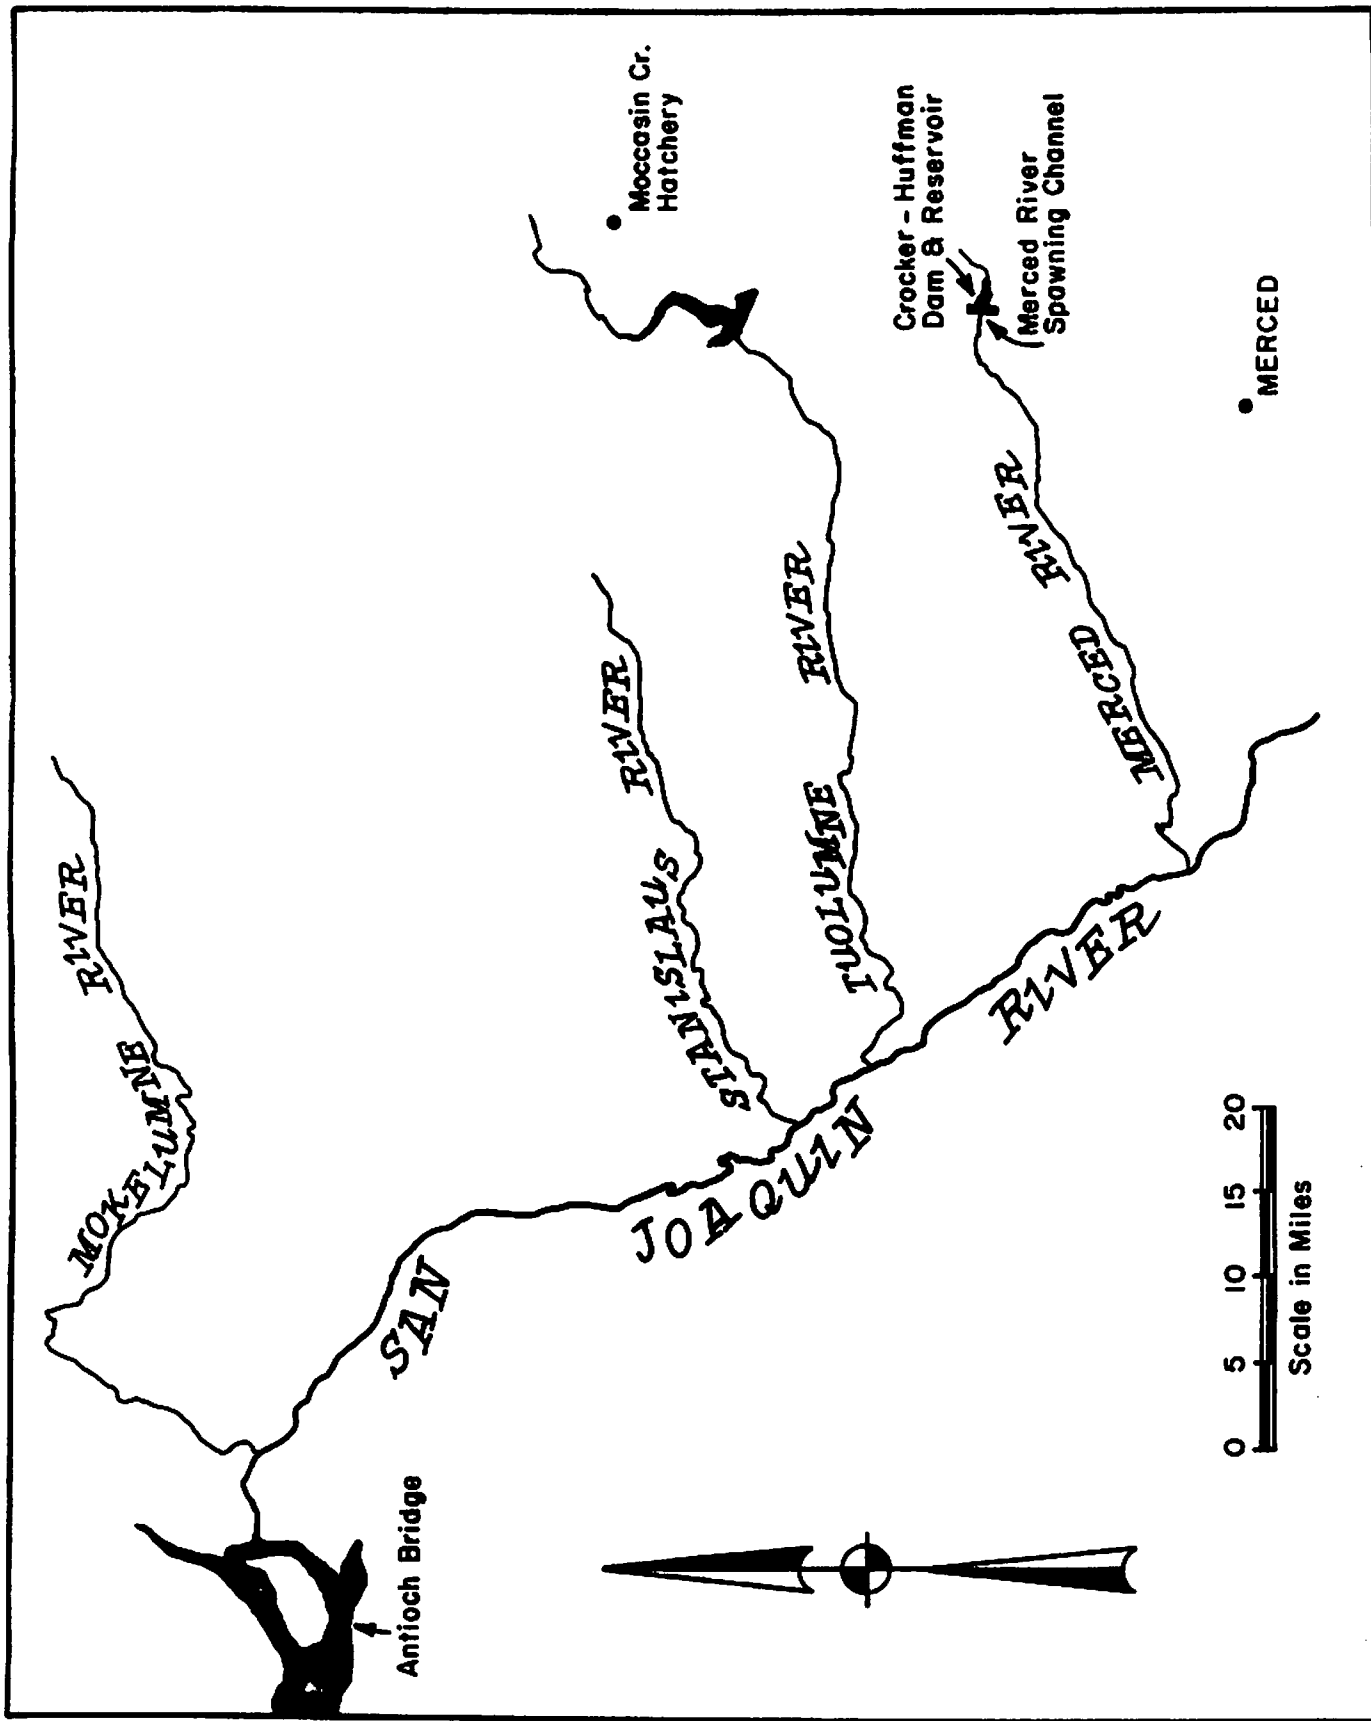 MOKELUMNE RIVER
Moccasin Cr.
Hatchery
STANISLAUS RIVER
TUOLUMNE RIVER
Crocker - Huffman
Dam & Reservoir
Merced River
Spawning Channel
MERCED RIVER
MERCED
SAN JOAQUIN RIVER
Antioch Bridge
0 5 10 15 20
Scale in Miles